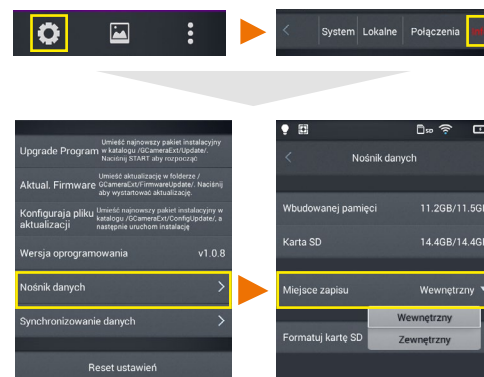 System Lokalne Połączenia
Upgrade Program
Umieść najnowszy pakiet instalacyjny
w katalogu /GCameraExt/Update/.
Naciśnij START aby rozpocząć
Aktual. Firmware
Umieść aktualizację w folderze /
GCameraExt/FirmwareUpdate/. Naciśnij
aby wystartować aktualizację.
Konfiguraja pliku
aktualizacji
Umieść najnowszy pakiet instalacyjny w
katalogu /GCameraExt/ConfigUpdate/, a
następnie uruchom instalację
Wersja oprogramowania v1.0.8
Nośnik danych
Synchronizowanie danych
Reset ustawień
Nośnik danych
Wbudowanej pamięci 11.2GB/11.5G
Karta SD 14.4GB/14.4G
Miejsce zapisu Wewnętrzny
Wewnętrzny
Formatuj kartę SD Zewnętrzny